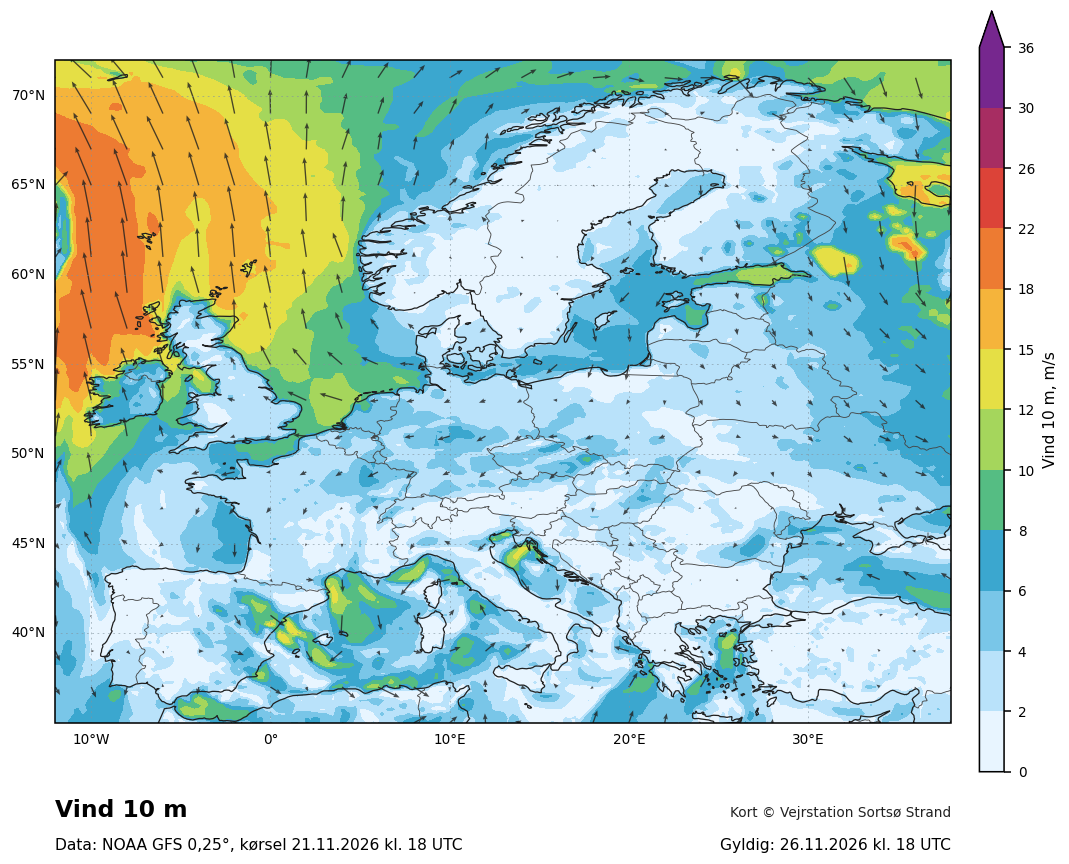 36
30
26
22
18
15
12
10
8
6
4
2
0
Vind 10 m, m/s
70°N
65°N
60°N
55°N
50°N
45°N
40°N
10°W 0° 10°E 20°E 30°E
Vind 10 m
Kort © Vejrstation Sortsø Strand
Data: NOAA GFS 0,25°, kørsel 21.11.2026 kl. 18 UTC
Gyldig: 26.11.2026 kl. 18 UTC